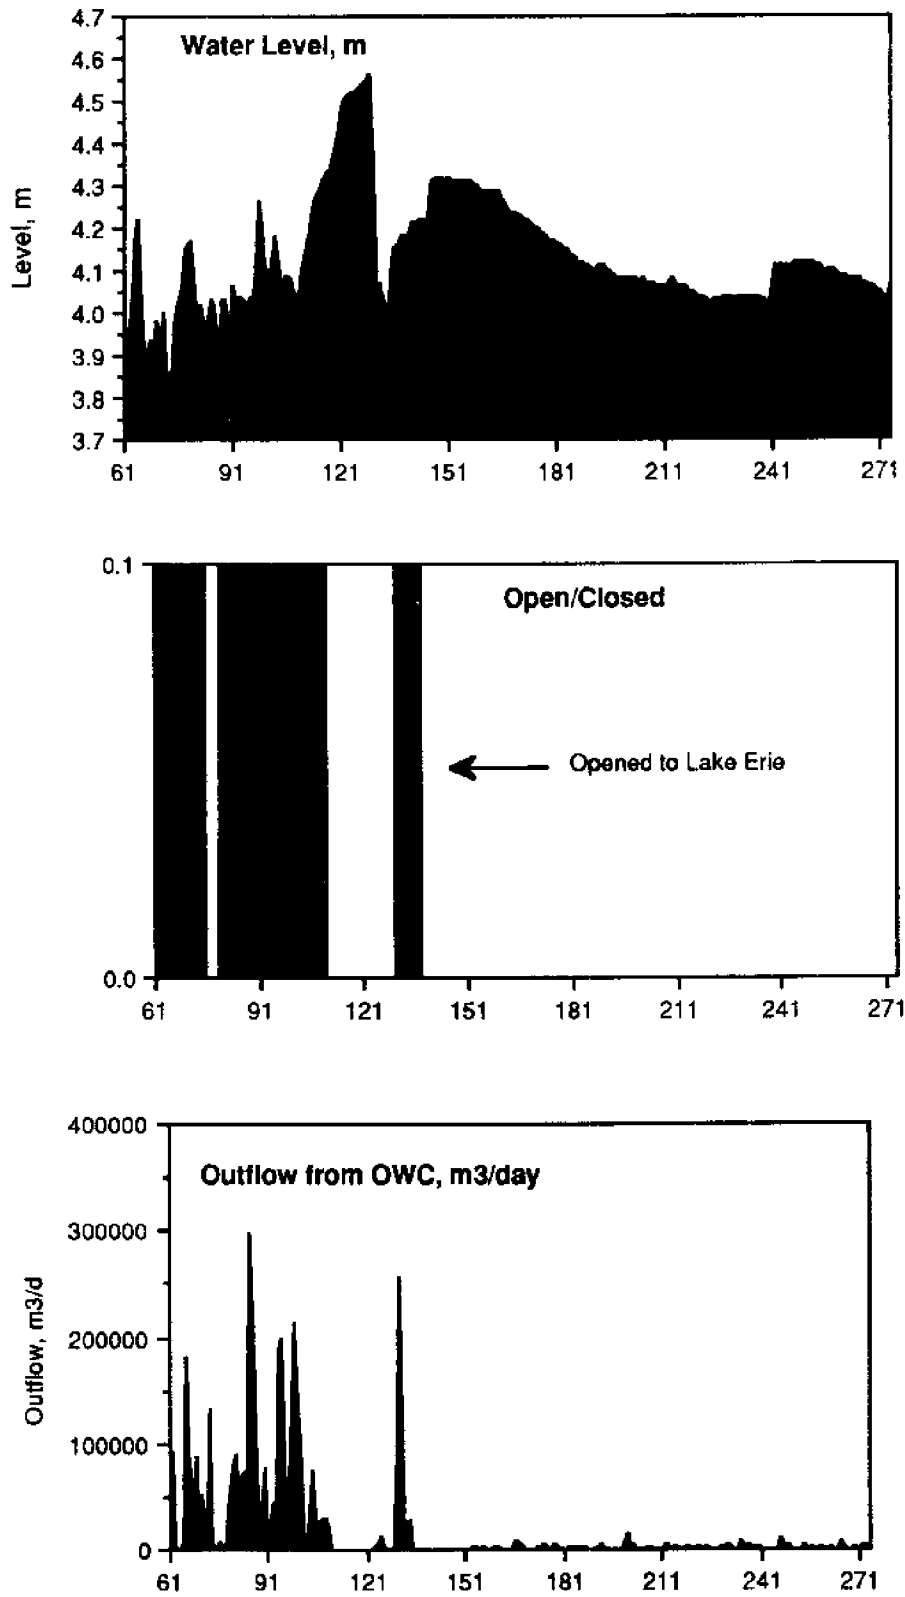 Water Level, m
Level, m
4.7
4.6
4.5
4.4
4.3
4.2
4.1
4.0
3.9
3.8
3.7
61 91 121 151 181 211 241 271
Open/Closed
0.1
Opened to Lake Erie
0.0
61 91 121 151 181 211 241 271
Outflow from OWC, m3/day
Outflow, m3/d
400000
300000
200000
100000
0
61 91 121 151 181 211 241 271